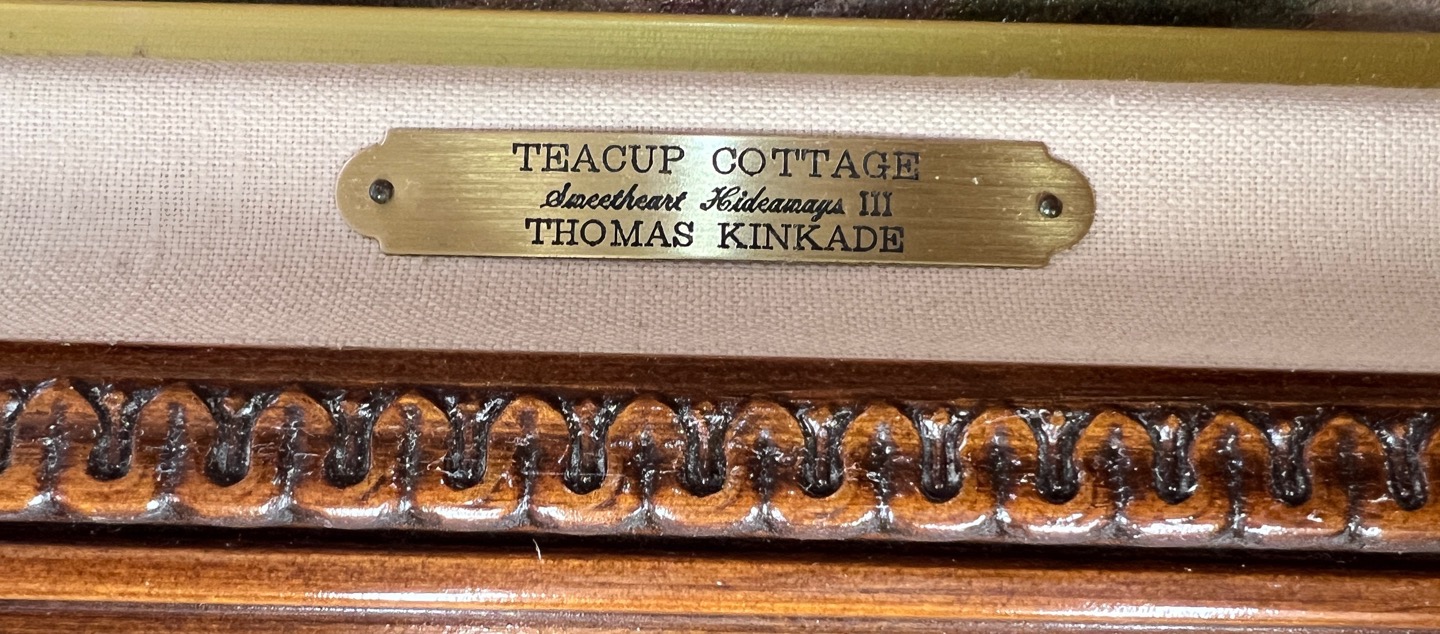 TEACUP COTTAGE
Sweetheart Hideaways III
THOMAS KINKADE